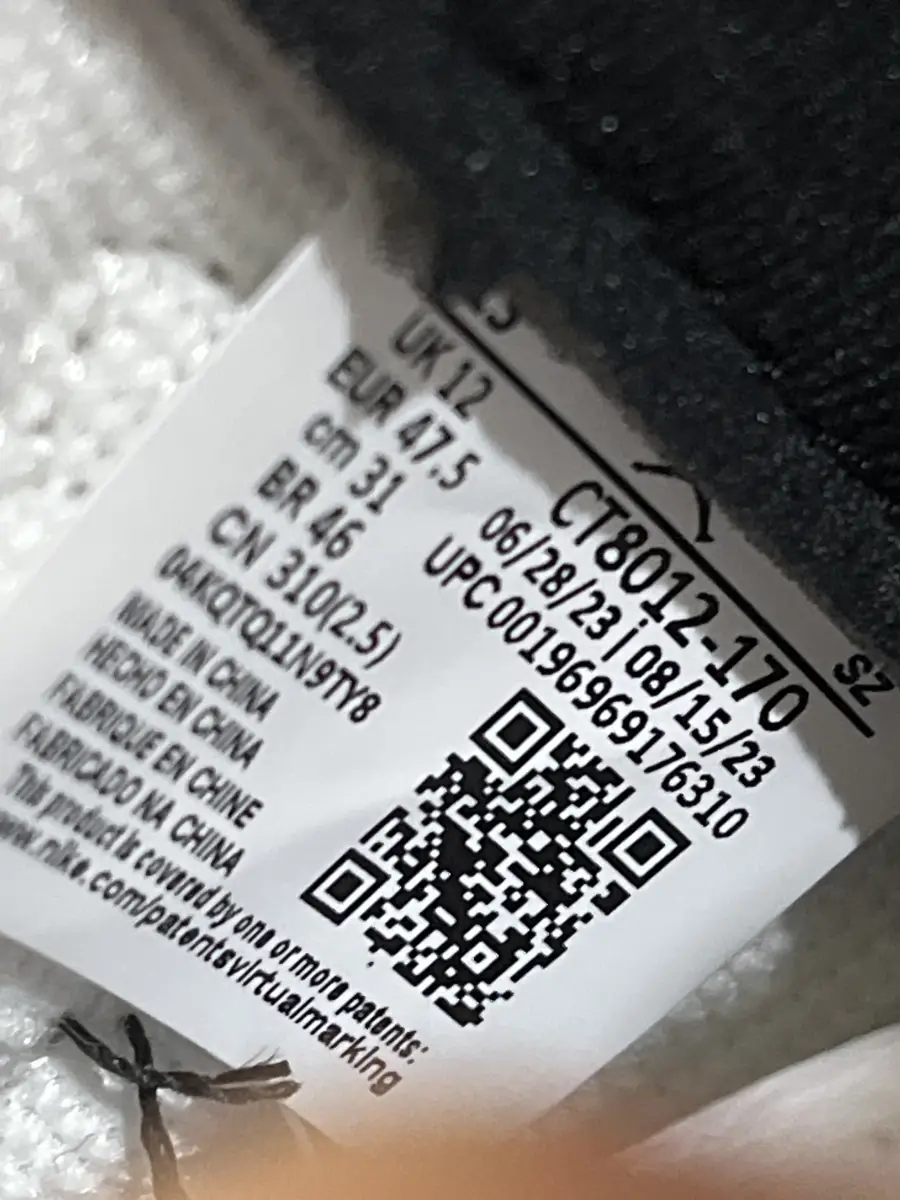 UK 12
EUR 47.5
cm 31
BR 46
CN 310(2.5)
04KQTQ11N9TY8
MADE IN CHINA
HECHO EN CHINA
FABRIQUE EN CHINE
FABRICADO NA CHINA
This product is covered by one or more patents:
.nike.com/patentsvirtualmarking
SZ
CT8012-170
06/28/23 | 08/15/23
UPC 00196969176310